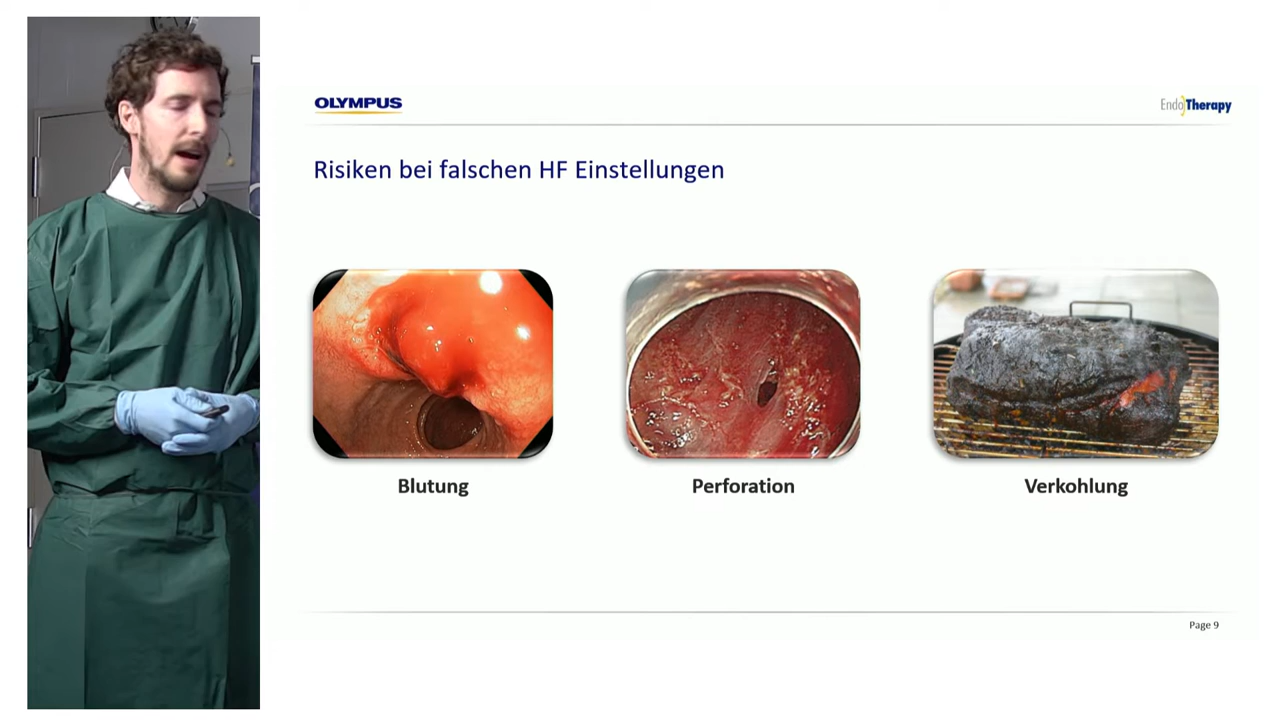 OLYMPUS
EndoTherapy
Risiken bei falschen HF Einstellungen
Blutung
Perforation
Verkohlung
Page 9